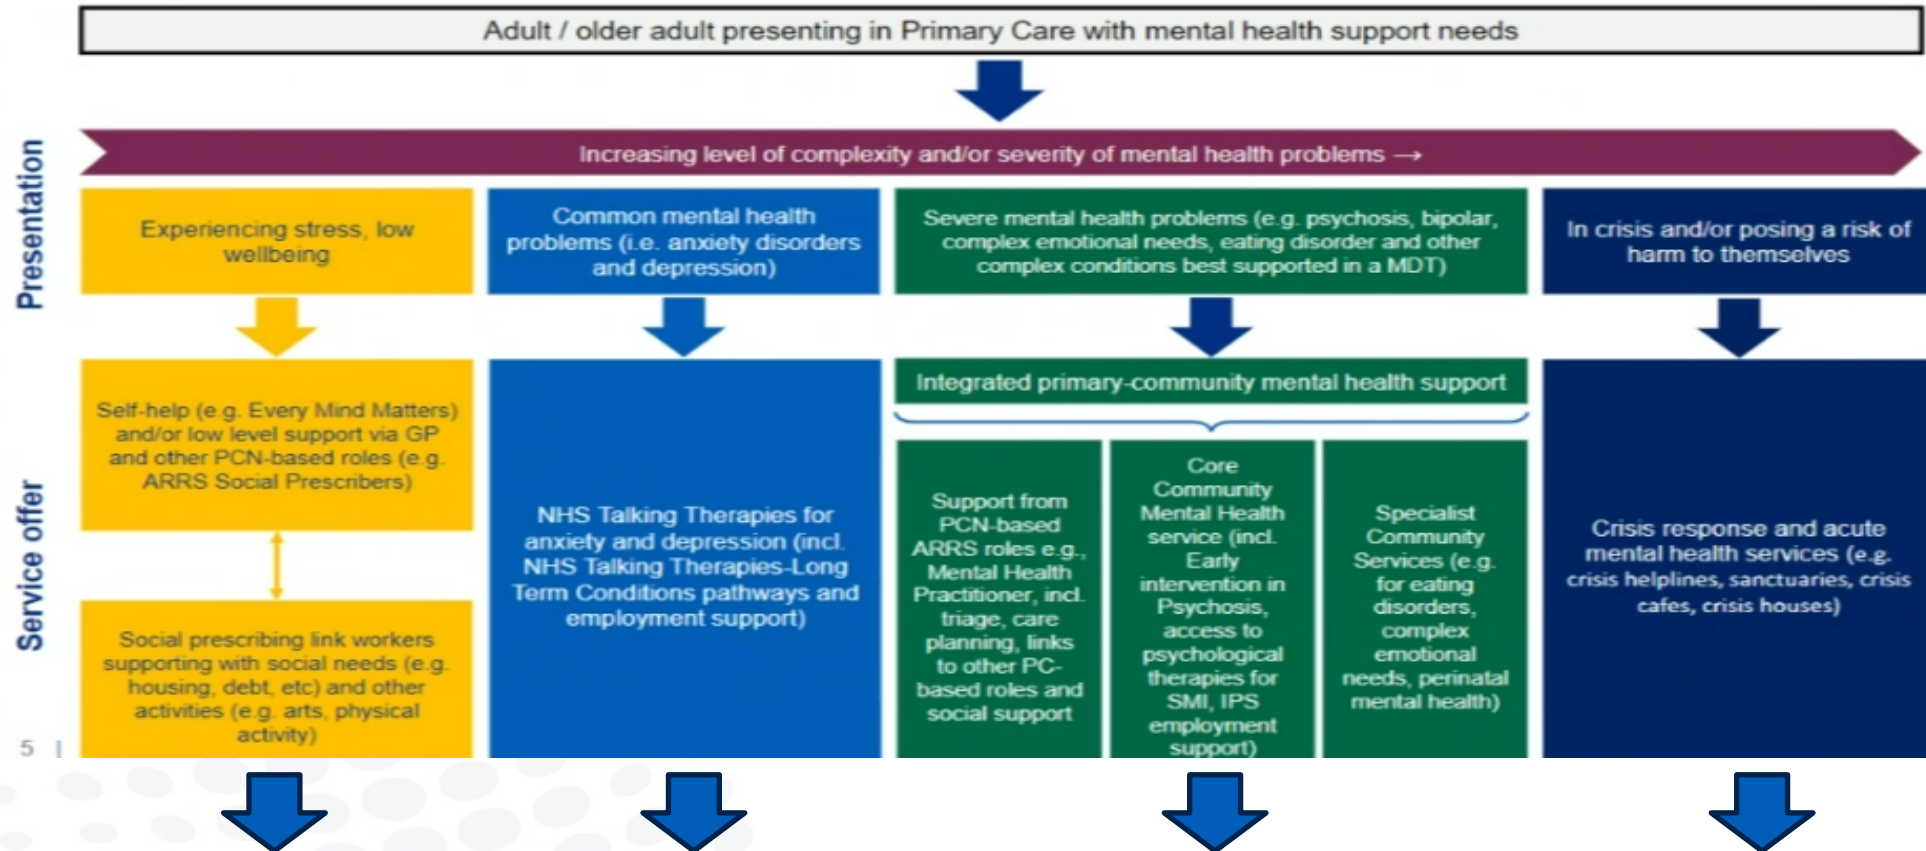 Adult / older adult presenting in Primary Care with mental health support needs
Increasing level of complexity and/or severity of mental health problems →
Presentation
Experiencing stress, low
wellbeing
Common mental health
problems (i.e. anxiety disorders
and depression)
Severe mental health problems (e.g. psychosis, bipolar,
complex emotional needs, eating disorder and other
complex conditions best supported in a MDT)
In crisis and/or posing a risk of
harm to themselves
Service offer
Self-help (e.g. Every Mind Matters)
and/or low level support via GP
and other PCN-based roles (e.g.
ARRS Social Prescribers)
Social prescribing link workers
supporting with social needs (e.g.
housing, debt, etc) and other
activities (e.g. arts, physical
activity)
NHS Talking Therapies for
anxiety and depression (incl.
NHS Talking Therapies-Long
Term Conditions pathways and
employment support)
Integrated primary-community mental health support
Support from
PCN-based
ARRS roles e.g.,
Mental Health
Practitioner, incl.
triage, care
planning, links
to other PC-
based roles and
social support
Core
Community
Mental Health
service (incl.
Early
intervention in
Psychosis,
access to
psychological
therapies for
SMI, IPS
employment
support)
Specialist
Community
Services (e.g.
for eating
disorders,
complex
emotional
needs, perinatal
mental health)
Crisis response and acute
mental health services (e.g.
crisis helplines, sanctuaries, crisis
cafes, crisis houses)
5 |